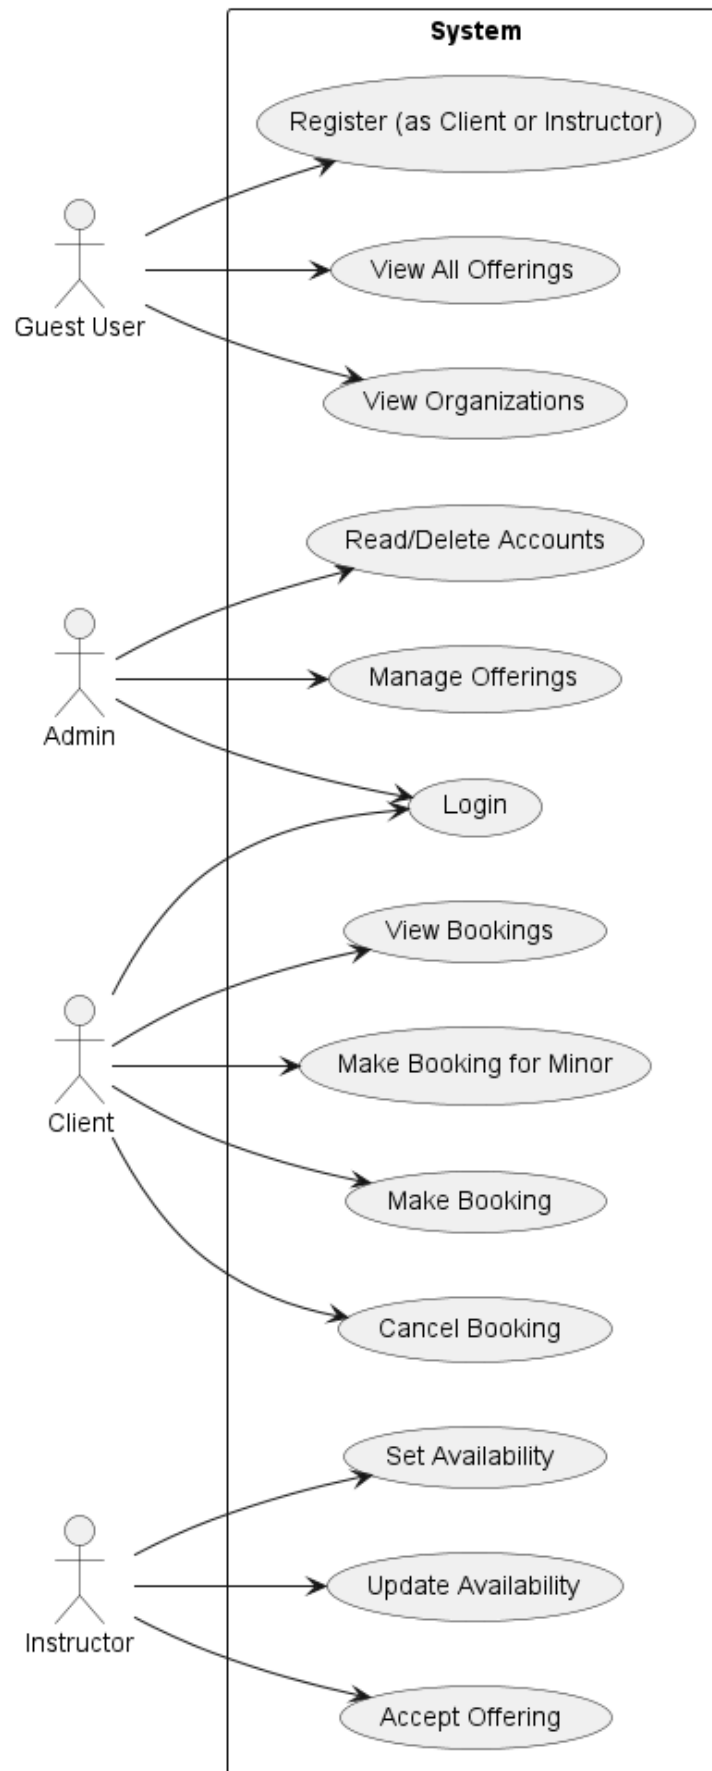 System
Register (as Client or Instructor)
View All Offerings
Guest User
View Organizations
Read/Delete Accounts
Manage Offerings
Admin
Login
View Bookings
Make Booking for Minor
Client
Make Booking
Cancel Booking
Set Availability
Update Availability
Instructor
Accept Offering